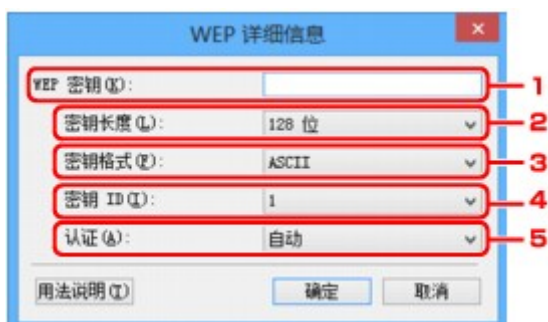 WEP 详细信息
WEP 密钥(K): 1
密钥长度(L): 128 位 2
密钥格式(F): ASCII 3
密钥 ID(I): 1 4
认证(A): 自动 5
用法说明(T) 确定 取消